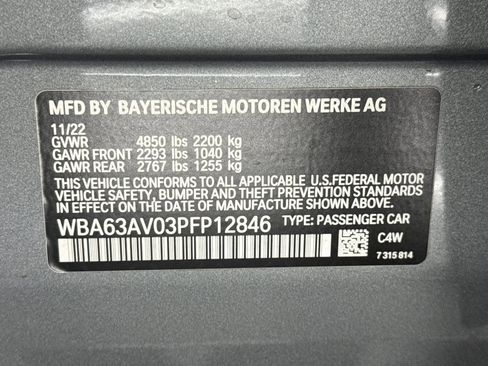 MFD BY BAYERISCHE MOTOREN WERKE AG
11/22
GVWR 4850 lbs 2200 kg
GAWR FRONT 2293 lbs 1040 kg
GAWR REAR 2767 lbs 1255 kg
THIS VEHICLE CONFORMS TO ALL APPLICABLE U.S.FEDERAL MOTOR
VEHICLE SAFETY, BUMPER AND THEFT PREVENTION STANDARDS
IN EFFECT ON THE DATE OF MANUFACTURE SHOWN ABOVE.
WBA63AV03PFP12846 TYPE: PASSENGER CAR
C4W
7 315 814